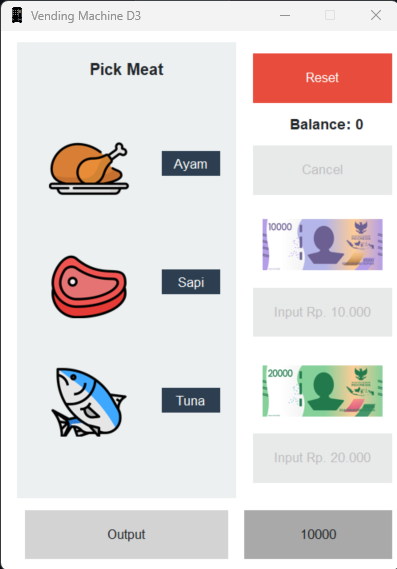 Vending Machine D3
Pick Meat
Ayam
Sapi
Tuna
Reset
Balance: 0
Cancel
10000
Input Rp. 10.000
20000
Input Rp. 20.000
Output
10000